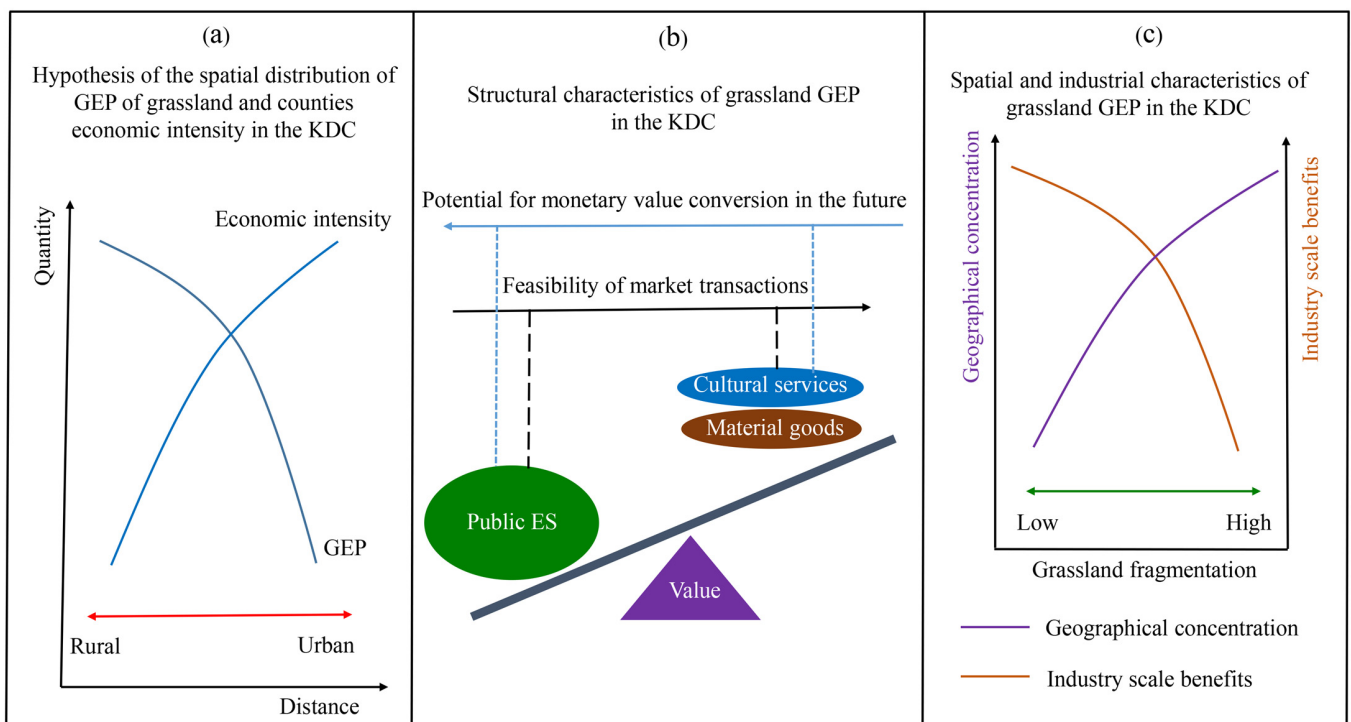 (a)
Hypothesis of the spatial distribution of
GEP of grassland and counties
economic intensity in the KDC
Quantity
Economic intensity
GEP
Rural
Urban
Distance
(b)
Structural characteristics of grassland GEP
in the KDC
Potential for monetary value conversion in the future
Feasibility of market transactions
Cultural services
Material goods
Public ES
Value
(c)
Spatial and industrial characteristics of
grassland GEP in the KDC
Geographical concentration
Industry scale benefits
Low
High
Grassland fragmentation
Geographical concentration
Industry scale benefits